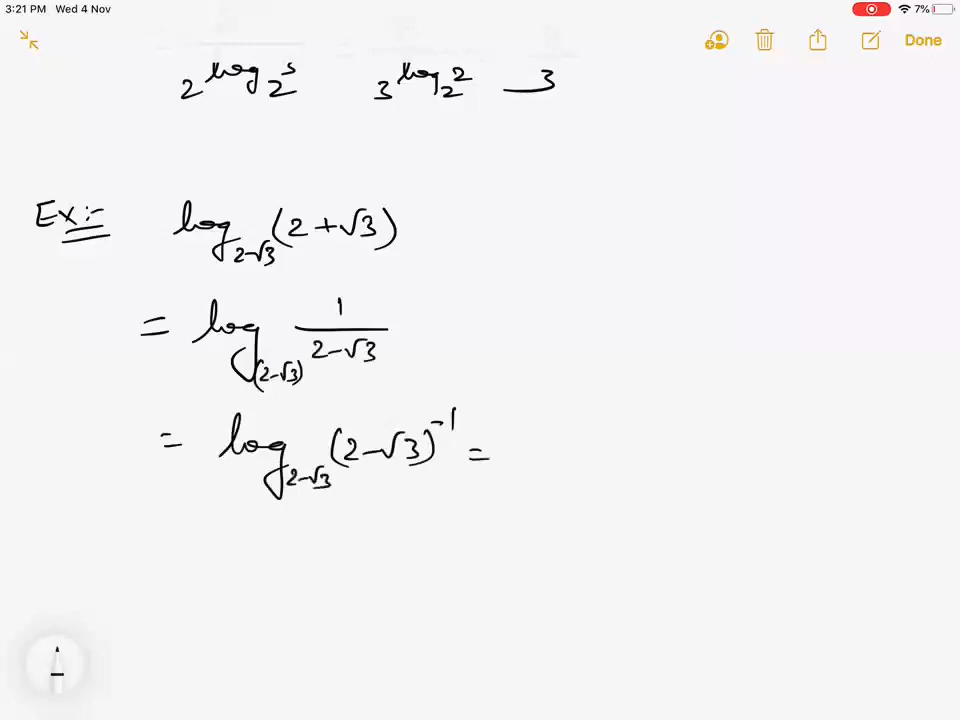 3:21 PM Wed 4 Nov 7%
Done
2^log_2 3 3^log_2 2 3
Ex:- log_{2-√3}(2+√3)
= log_{(2-√3)} 1/(2-√3)
= log_{2-√3}(2-√3)^{-1} =